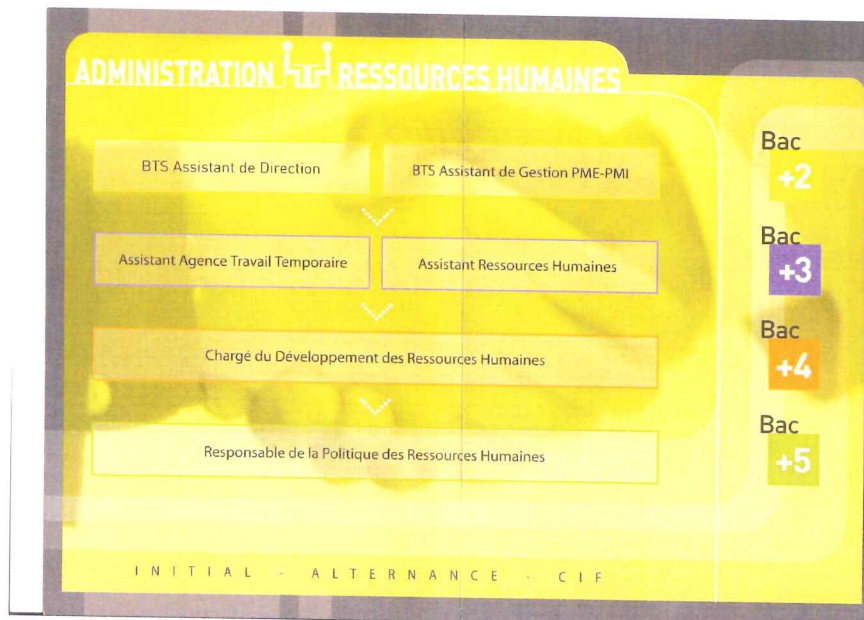 ADMINISTRATION RESSOURCES HUMAINES
BTS Assistant de Direction
BTS Assistant de Gestion PME-PMI
Bac
+2
Assistant Agence Travail Temporaire
Assistant Ressources Humaines
Bac
+3
Chargé du Développement des Ressources Humaines
Bac
+4
Responsable de la Politique des Ressources Humaines
Bac
+5
INITIAL - ALTERNANCE - CIF